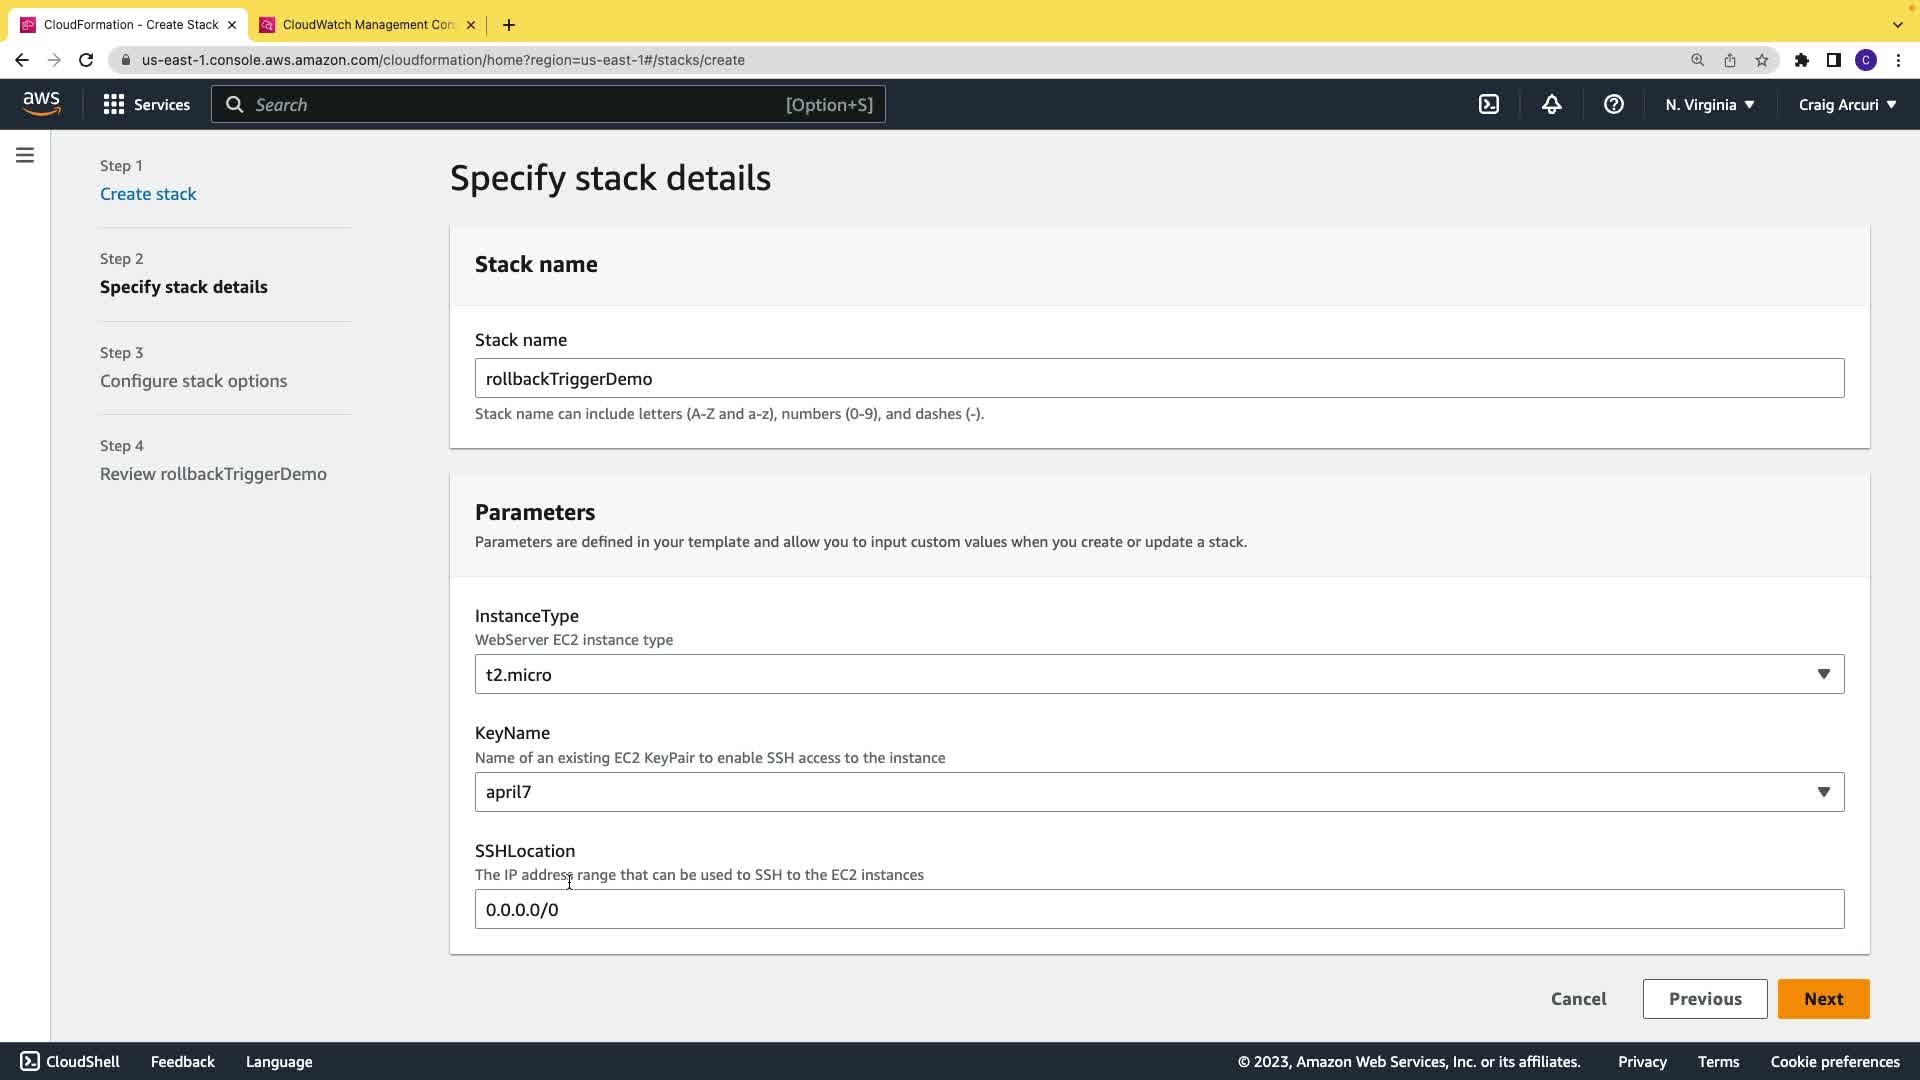 CloudFormation - Create Stack
CloudWatch Management Con
us-east-1.console.aws.amazon.com/cloudformation/home?region=us-east-1#/stacks/create
C
aws
Services
Search
[Option+S]
N. Virginia
Craig Arcuri
Step 1
Create stack
Step 2
Specify stack details
Step 3
Configure stack options
Step 4
Review rollbackTriggerDemo
Specify stack details
Stack name
Stack name
rollbackTriggerDemo
Stack name can include letters (A-Z and a-z), numbers (0-9), and dashes (-).
Parameters
Parameters are defined in your template and allow you to input custom values when you create or update a stack.
InstanceType
WebServer EC2 instance type
t2.micro
KeyName
Name of an existing EC2 KeyPair to enable SSH access to the instance
april7
SSHLocation
The IP address range that can be used to SSH to the EC2 instances
0.0.0.0/0
Cancel
Previous
Next
CloudShell
Feedback
Language
© 2023, Amazon Web Services, Inc. or its affiliates.
Privacy
Terms
Cookie preferences